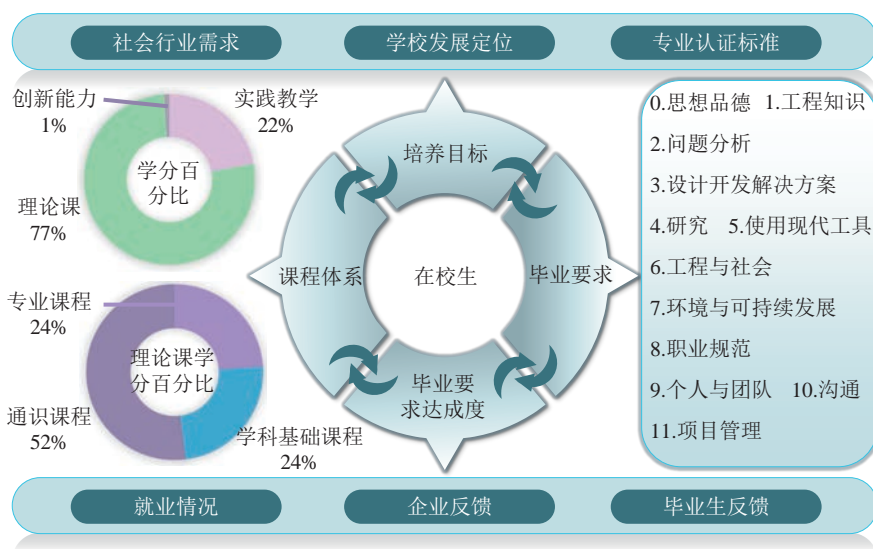 社会行业需求
学校发展定位
专业认证标准
创新能力
1%
实践教学
22%
学分百
分比
理论课
77%
专业课程
24%
理论课学
分百分比
通识课程
52%
学科基础课程
24%
培养目标
课程体系
在校生
毕业要求
毕业要
求达成度
0.思想品德 1.工程知识
2.问题分析
3.设计开发解决方案
4.研究 5.使用现代工具
6.工程与社会
7.环境与可持续发展
8.职业规范
9.个人与团队 10.沟通
11.项目管理
就业情况
企业反馈
毕业生反馈